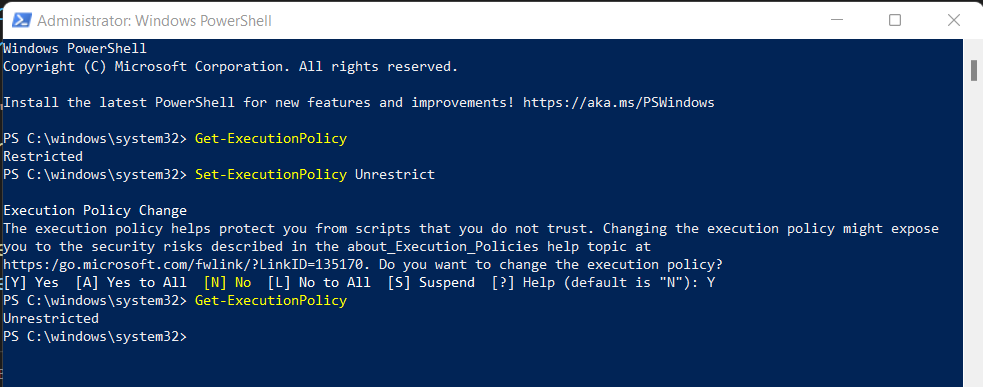 Administrator: Windows PowerShell
Windows PowerShell
Copyright (C) Microsoft Corporation. All rights reserved.
Install the latest PowerShell for new features and improvements! https://aka.ms/PSWindows
PS C:\windows\system32> Get-ExecutionPolicy
Restricted
PS C:\windows\system32> Set-ExecutionPolicy Unrestrict
Execution Policy Change
The execution policy helps protect you from scripts that you do not trust. Changing the execution policy might expose
you to the security risks described in the about_Execution_Policies help topic at
https:/go.microsoft.com/fwlink/?LinkID=135170. Do you want to change the execution policy?
[Y] Yes  [A] Yes to All  [N] No  [L] No to All  [S] Suspend  [?] Help (default is "N"): Y
PS C:\windows\system32> Get-ExecutionPolicy
Unrestricted
PS C:\windows\system32>